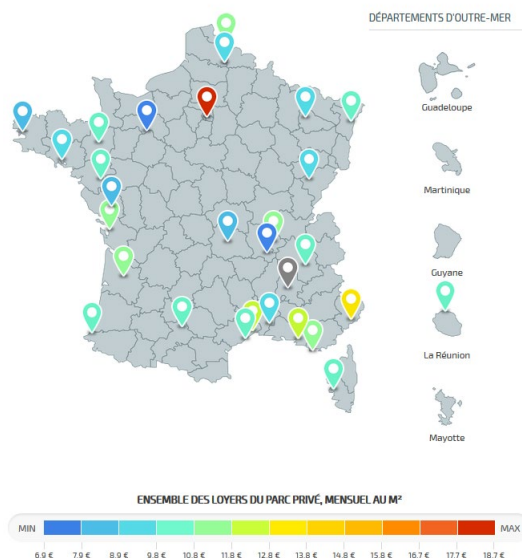 DÉPARTEMENTS D'OUTRE-MER
Guadeloupe
Martinique
Guyane
La Réunion
Mayotte
ENSEMBLE DES LOYERS DU PARC PRIVÉ, MENSUEL AU M²
MIN MAX
6.9 € 7.9 € 8.9 € 9.8 € 10.8 € 11.8 € 12.8 € 13.8 € 14.8 € 15.8 € 16.7 € 17.7 € 18.7 €